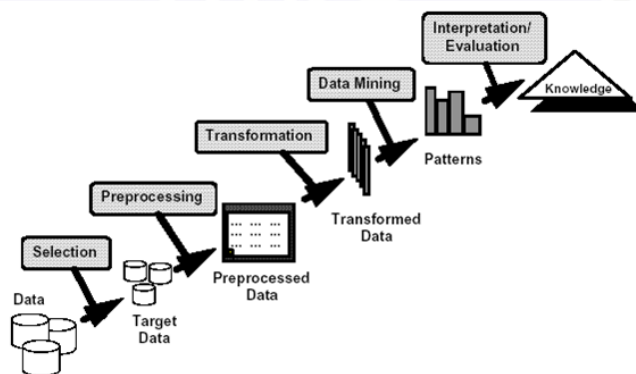 Interpretation/
Evaluation
Data Mining
Knowledge
Transformation
Patterns
Preprocessing
Transformed
Data
Selection
Preprocessed
Data
Data
Target
Data